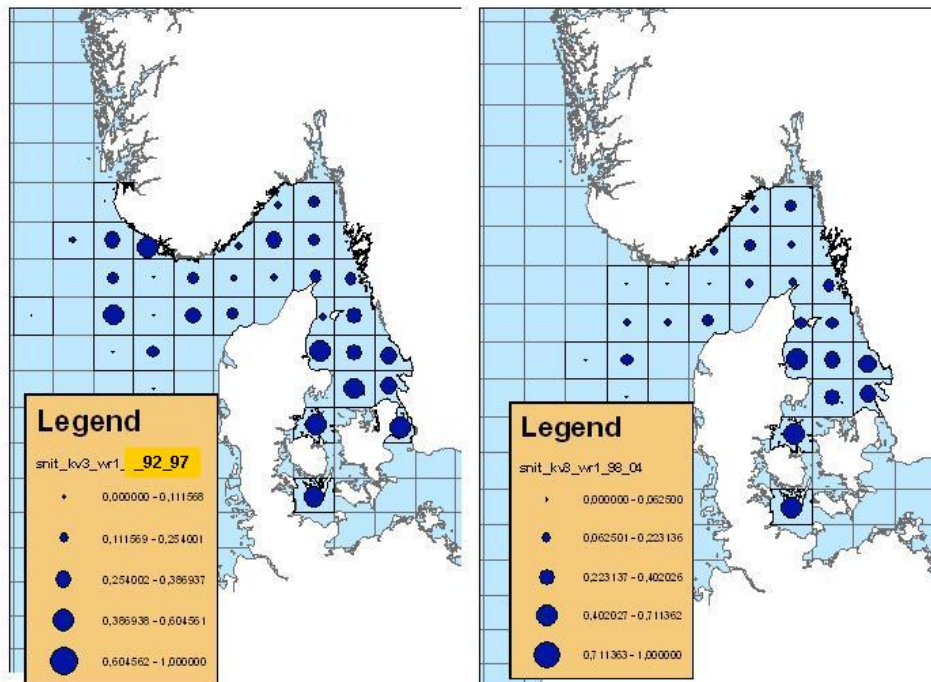 Legend
snit_kv3_wr1_ _92_97
0,000000 - 0,111568
0,111569 - 0,254001
0,254002 - 0,386937
0,386938 - 0,604561
0,604562 - 1,000000
Legend
snit_kv8_wr1_98_04
0,000000 - 0,062500
0,062501 - 0,223136
0,223137 - 0,402026
0,402027 - 0,711362
0,711363 - 1,000000